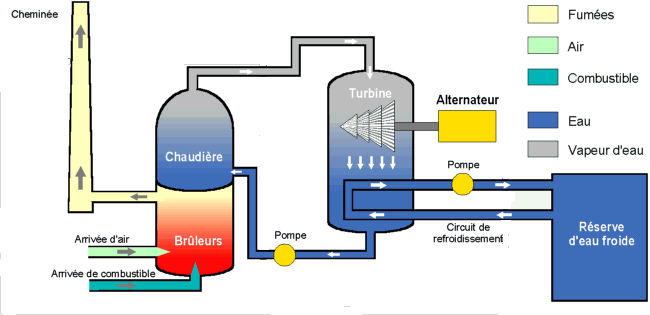 Cheminée
Fumées
Air
Combustible
Eau
Vapeur d'eau
Turbine
Alternateur
Chaudière
Pompe
Circuit de
refroidissement
Réserve
d'eau froide
Arrivée d'air
Brûleurs
Pompe
Arrivée de combustible